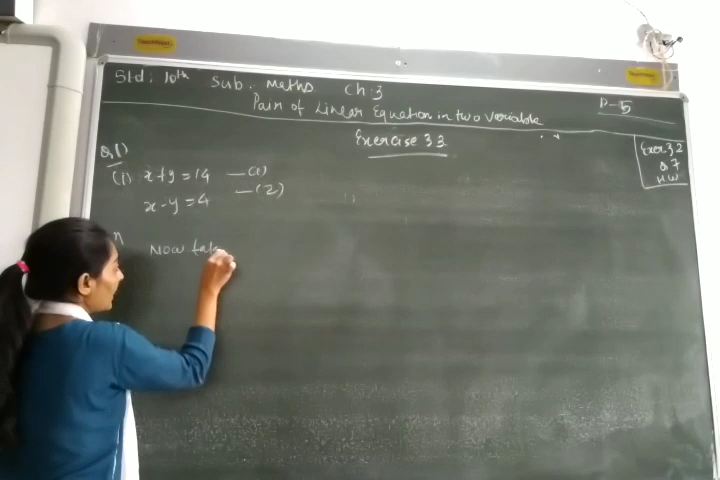 Std: 10th Sub: Maths Ch:3
Pair of Linear Equation in two variable
P-5
Exercise 3.3
Exer. 3.2
Q 7
H.W
Q 1)
(i) x+y=14 —(1)
x-y=4 —(2)
Now